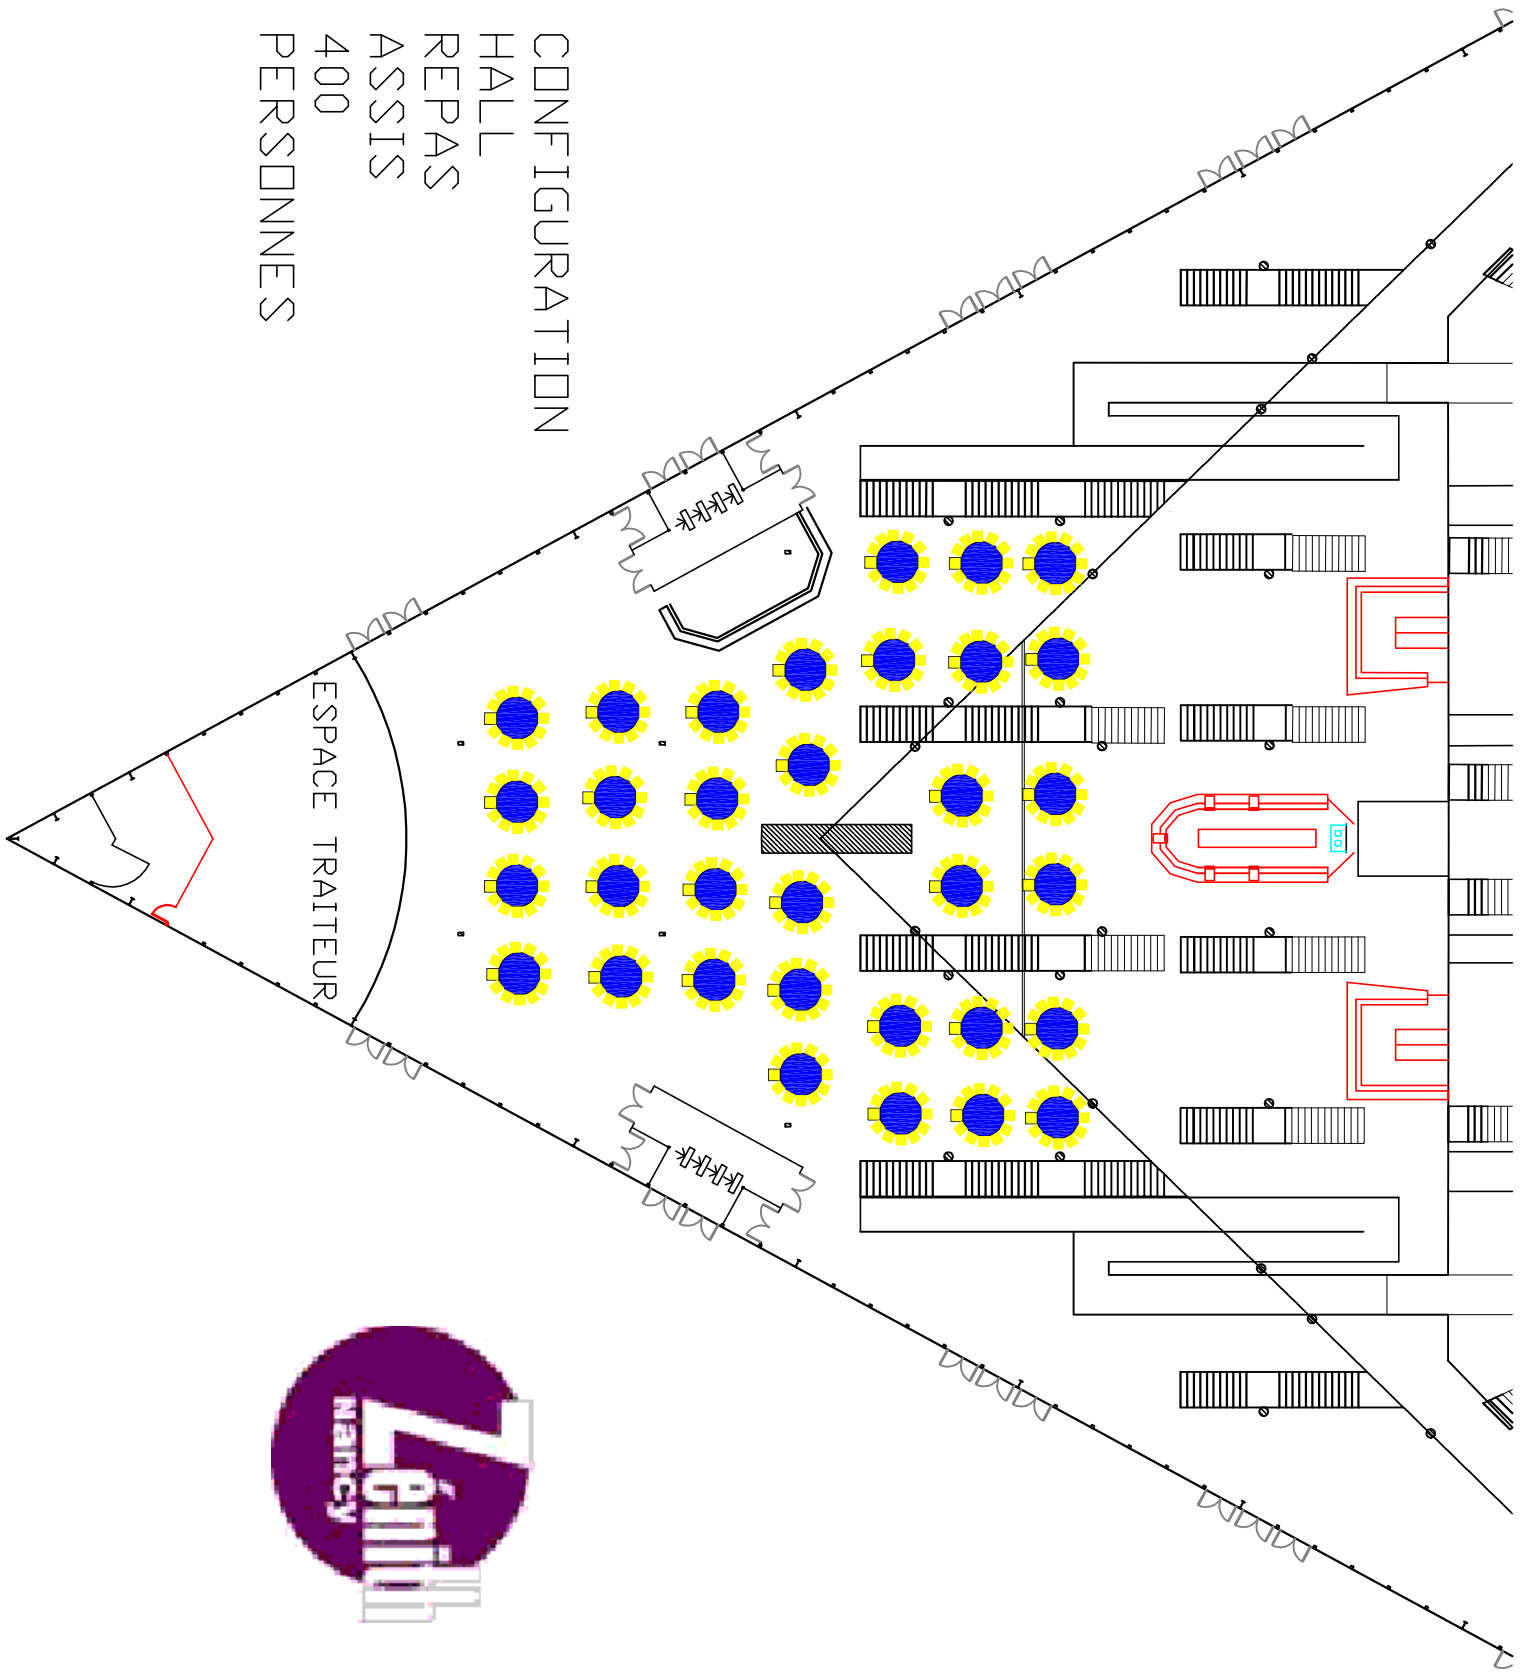 CONFIGURATION
HALL
REPAS
ASSIS
400
PERSONNES
ESPACE TRAITEUR
Zénith
Nancy